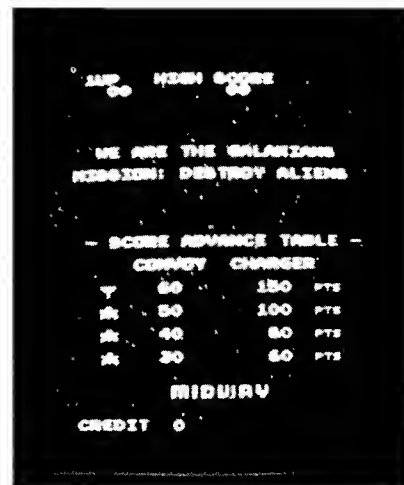 1UP HIGH SCORE
00 00
WE ARE THE GALAXIANS
MISSION: DESTROY ALIENS
- SCORE ADVANCE TABLE -
CONVOY CHARGER
60 150 PTS
50 100 PTS
40 80 PTS
30 60 PTS
MIDWAY
CREDIT 0